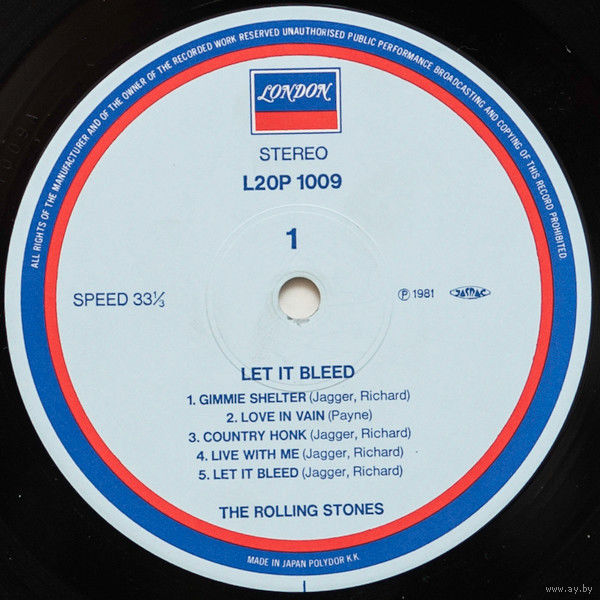 ALL RIGHTS OF THE MANUFACTURER AND OF THE OWNER OF THE RECORDED WORK RESERVED UNAUTHORISED PUBLIC PERFORMANCE BROADCASTING AND COPYING OF THIS RECORD PROHIBITED.
LONDON
STEREO
L20P 1009
1
SPEED 33⅓
Ⓟ 1981 JASRAC
LET IT BLEED
1. GIMMIE SHELTER (Jagger, Richard)
2. LOVE IN VAIN (Payne)
3. COUNTRY HONK (Jagger, Richard)
4. LIVE WITH ME (Jagger, Richard)
5. LET IT BLEED (Jagger, Richard)
THE ROLLING STONES
MADE IN JAPAN POLYDOR K.K.
www.ay.by